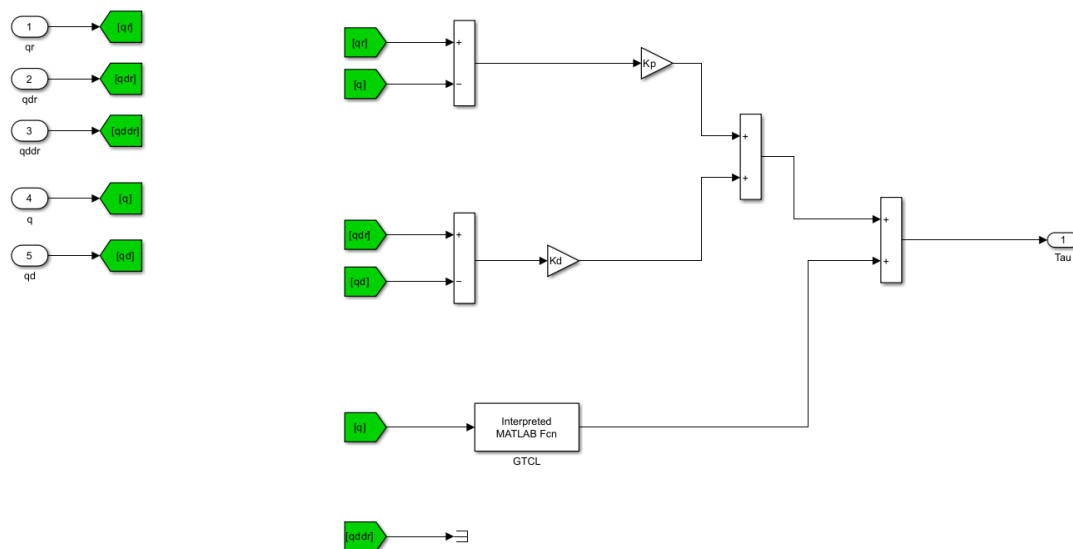 1
qr
[qr]
2
qdr
[qdr]
3
qddr
[qddr]
4
q
[q]
5
qd
[qd]
[qr]
+
[q]
−
Kp
+
+
[qdr]
+
[qd]
−
Kd
+
+
1
Tau
[q]
Interpreted
MATLAB Fcn
GTCL
[qddr]